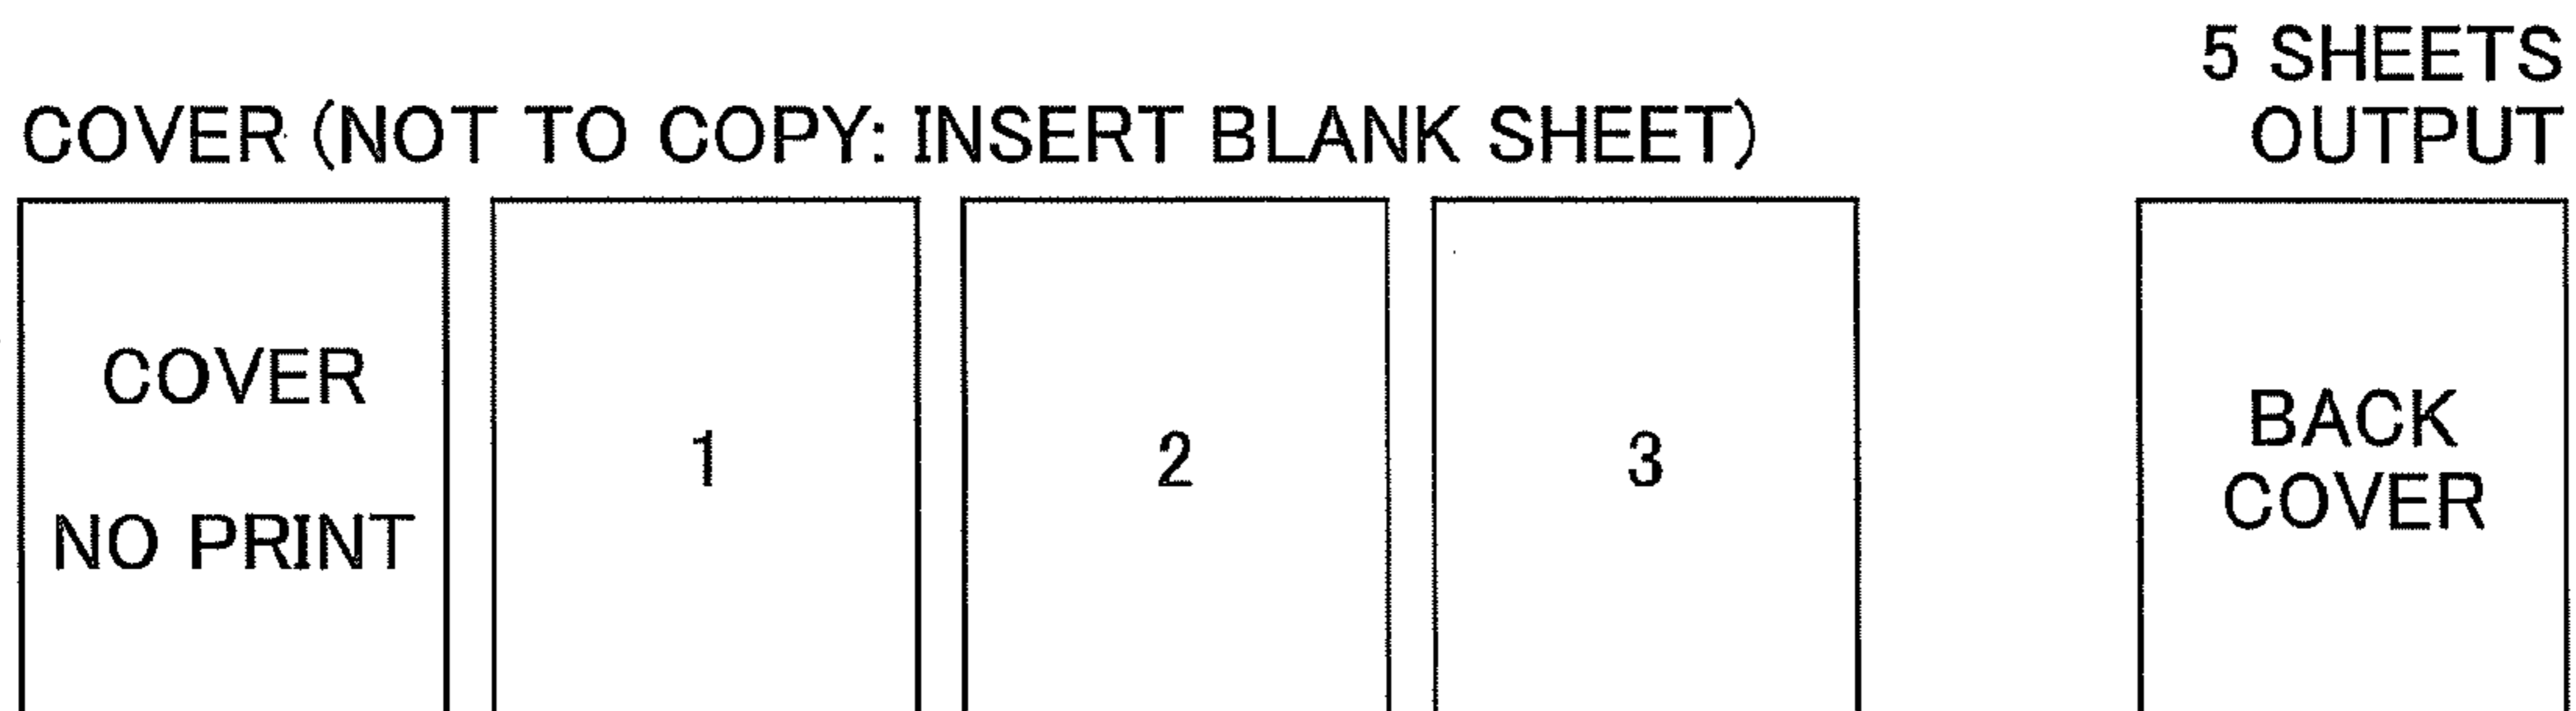 5 SHEETS
OUTPUT
COVER (NOT TO COPY: INSERT BLANK SHEET)
COVER
NO PRINT
1
2
3
BACK
COVER